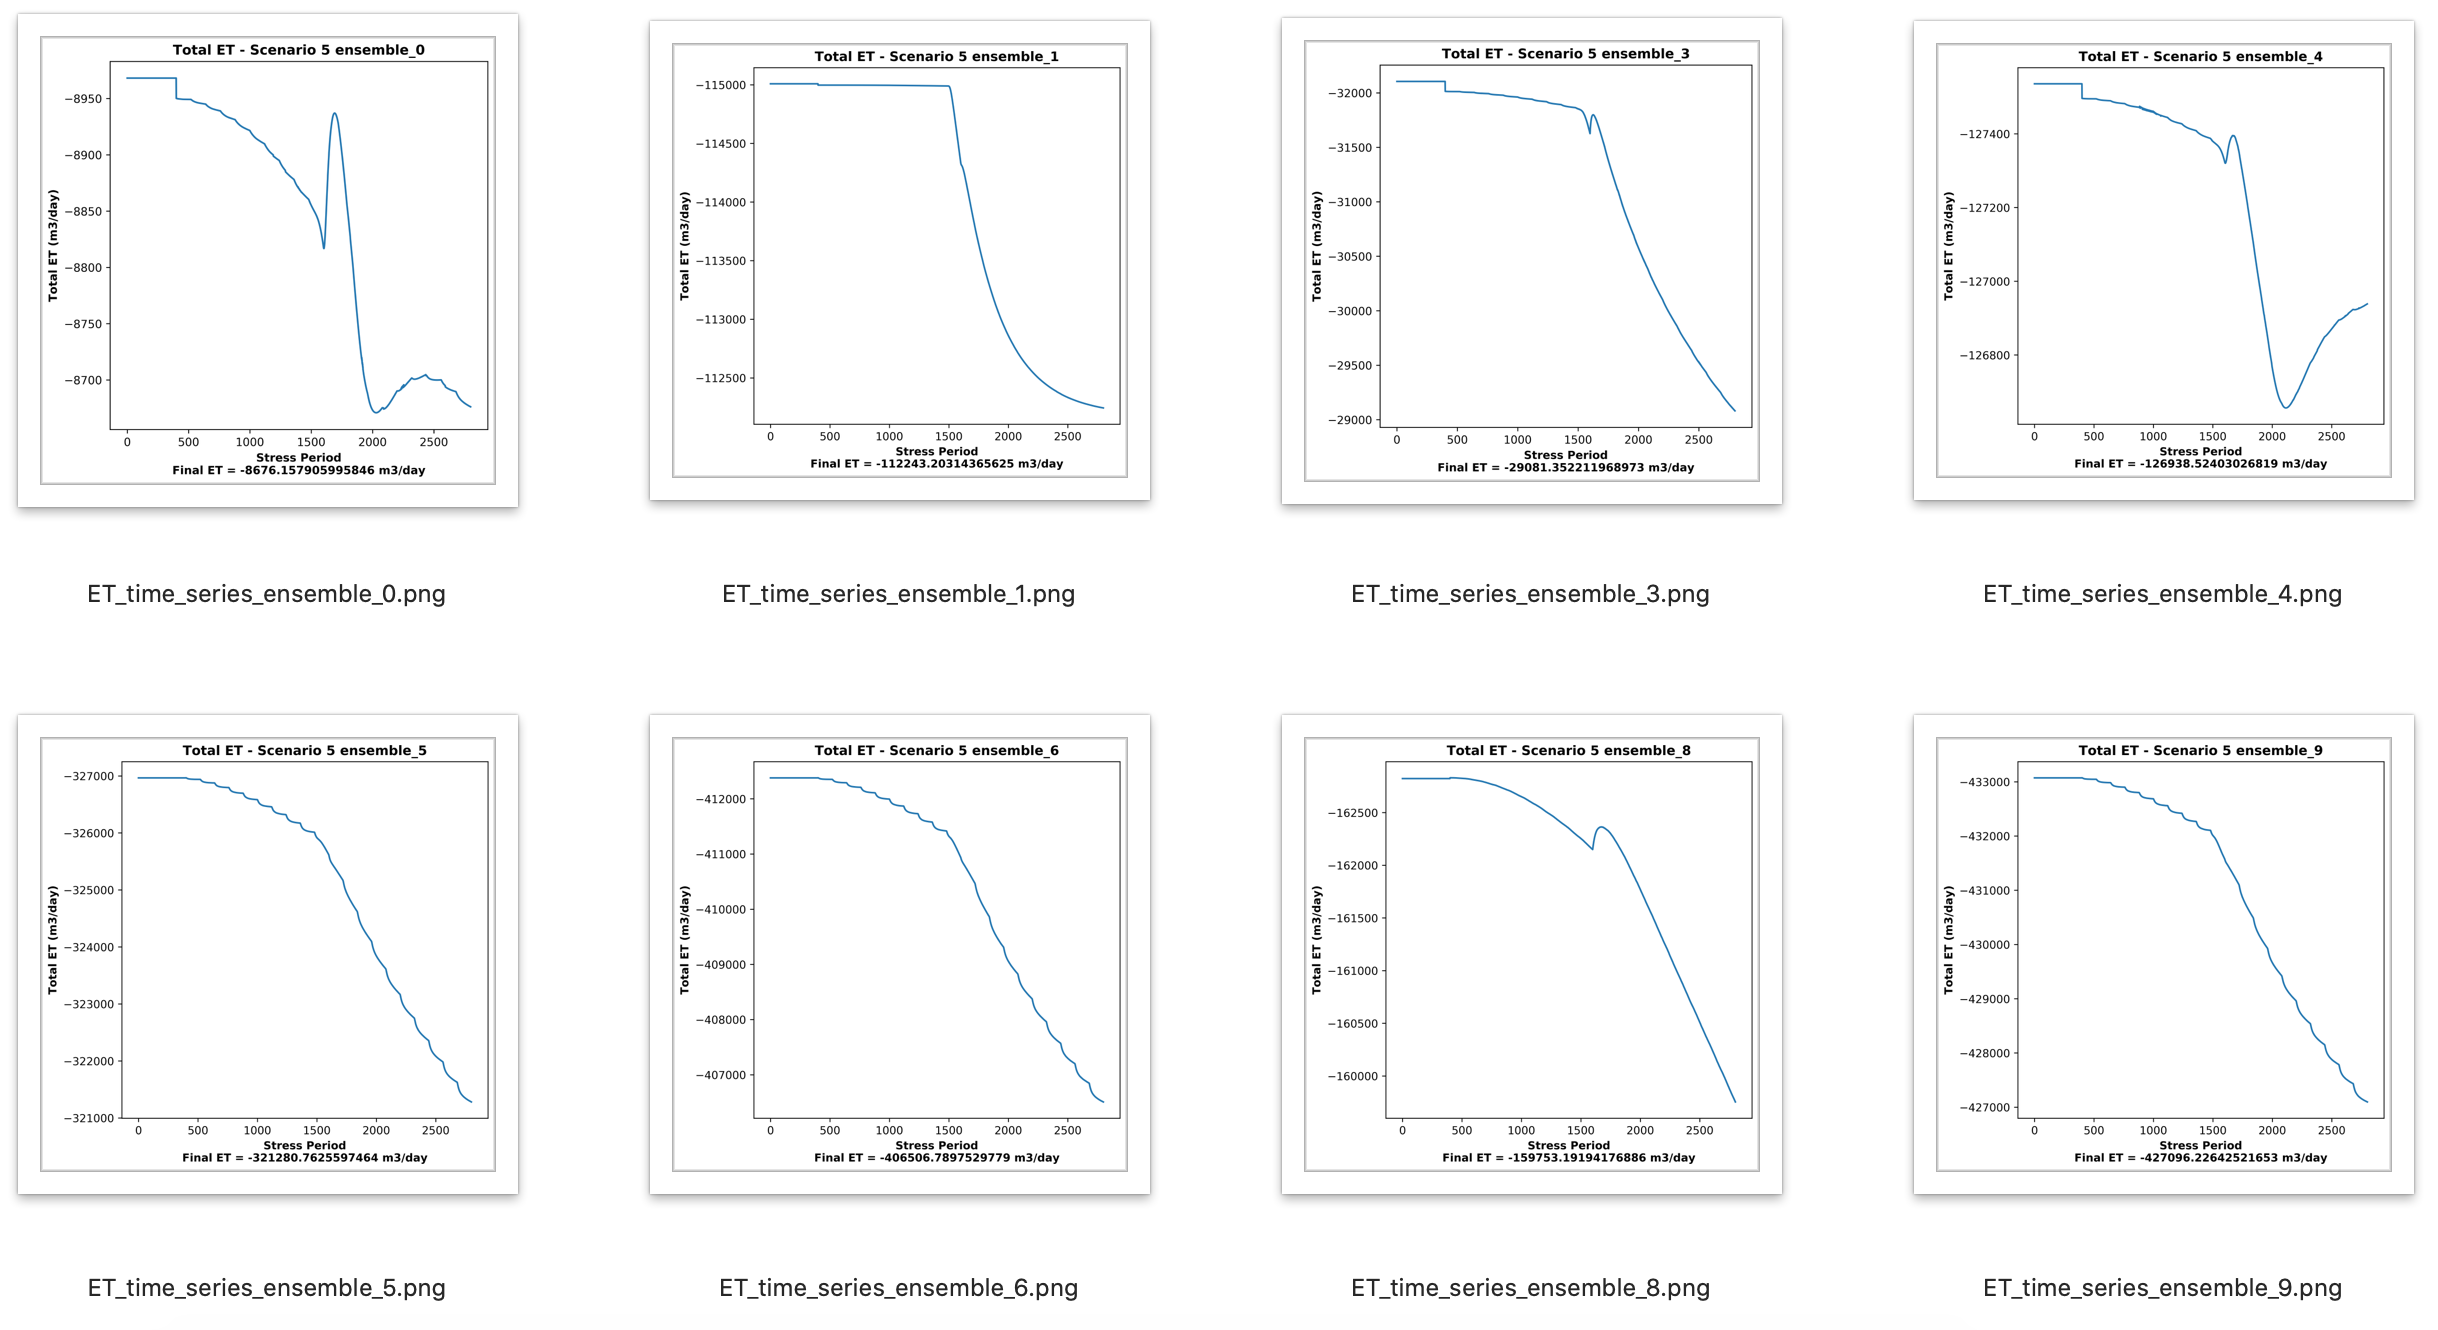 Total ET - Scenario 5 ensemble_0
Total ET (m3/day)
−8950
−8900
−8850
−8800
−8750
−8700
0 500 1000 1500 2000 2500
Stress Period
Final ET = -8676.157905995846 m3/day
ET_time_series_ensemble_0.png
Total ET - Scenario 5 ensemble_1
Total ET (m3/day)
−115000
−114500
−114000
−113500
−113000
−112500
0 500 1000 1500 2000 2500
Stress Period
Final ET = -112243.20314365625 m3/day
ET_time_series_ensemble_1.png
Total ET - Scenario 5 ensemble_3
Total ET (m3/day)
−32000
−31500
−31000
−30500
−30000
−29500
−29000
0 500 1000 1500 2000 2500
Stress Period
Final ET = -29081.352211968973 m3/day
ET_time_series_ensemble_3.png
Total ET - Scenario 5 ensemble_4
Total ET (m3/day)
−127400
−127200
−127000
−126800
0 500 1000 1500 2000 2500
Stress Period
Final ET = -126938.52403026819 m3/day
ET_time_series_ensemble_4.png
Total ET - Scenario 5 ensemble_5
Total ET (m3/day)
−327000
−326000
−325000
−324000
−323000
−322000
−321000
0 500 1000 1500 2000 2500
Stress Period
Final ET = -321280.7625597464 m3/day
ET_time_series_ensemble_5.png
Total ET - Scenario 5 ensemble_6
Total ET (m3/day)
−412000
−411000
−410000
−409000
−408000
−407000
0 500 1000 1500 2000 2500
Stress Period
Final ET = -406506.7897529779 m3/day
ET_time_series_ensemble_6.png
Total ET - Scenario 5 ensemble_8
Total ET (m3/day)
−162500
−162000
−161500
−161000
−160500
−160000
0 500 1000 1500 2000 2500
Stress Period
Final ET = -159753.19194176886 m3/day
ET_time_series_ensemble_8.png
Total ET - Scenario 5 ensemble_9
Total ET (m3/day)
−433000
−432000
−431000
−430000
−429000
−428000
−427000
0 500 1000 1500 2000 2500
Stress Period
Final ET = -427096.22642521653 m3/day
ET_time_series_ensemble_9.png